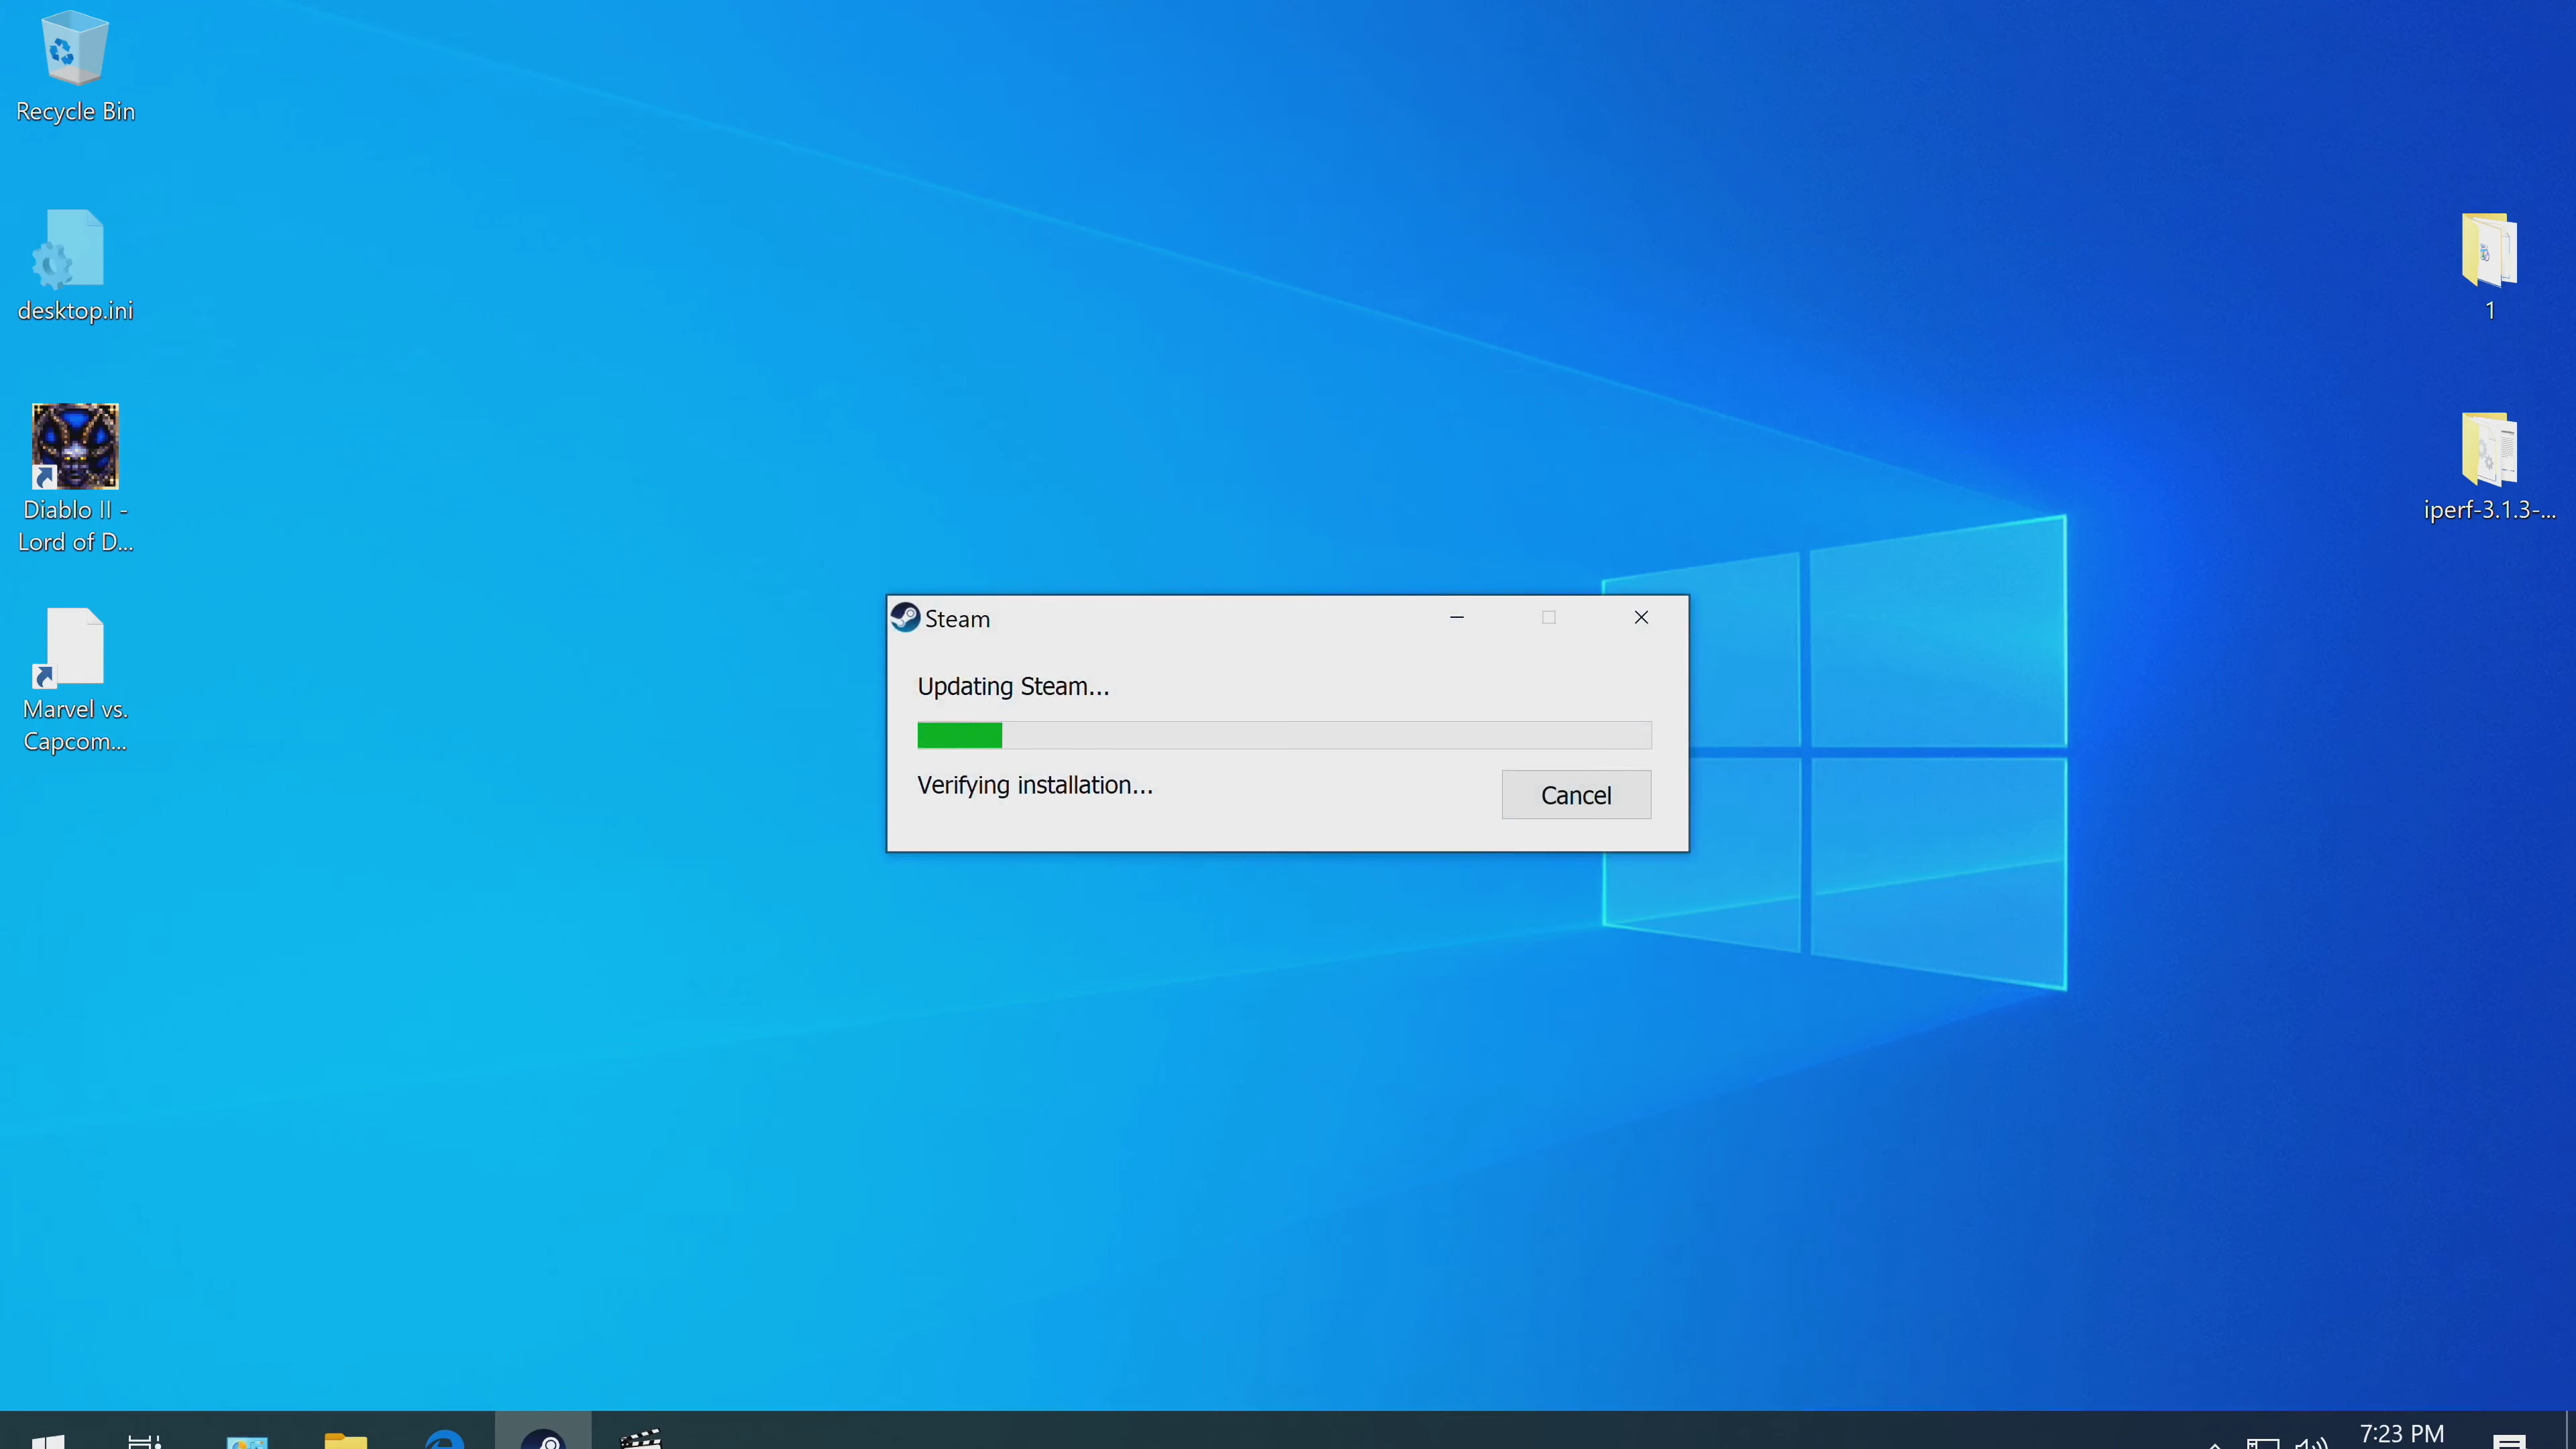 Recycle Bin
desktop.ini
Diablo II -
Lord of D...
Marvel vs.
Capcom...
1
iperf-3.1.3-...
Steam
Updating Steam...
Verifying installation...
Cancel
7:23 PM